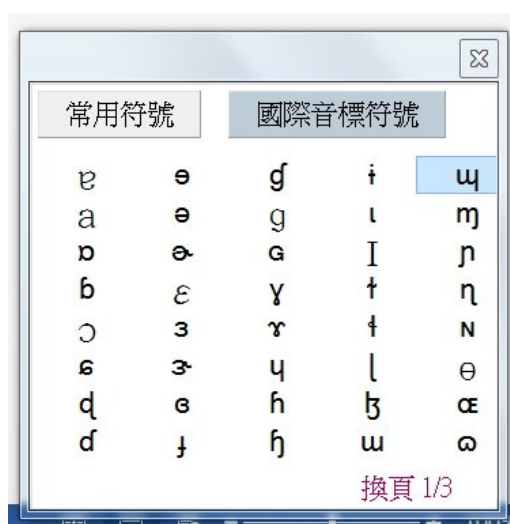 常用符號 國際音標符號
ɐ ɘ ɠ ɨ ɰ
a ə ɡ ɩ ɱ
ɒ ɚ ɢ I ɲ
ɓ ɛ ɣ ƚ ɳ
ɔ ɜ ɤ ɬ ɴ
ɞ ɝ ɥ ɭ ɵ
ɖ ɞ ɦ ɮ ɶ
ɗ ɟ ɧ ɯ ɷ
換頁 1/3